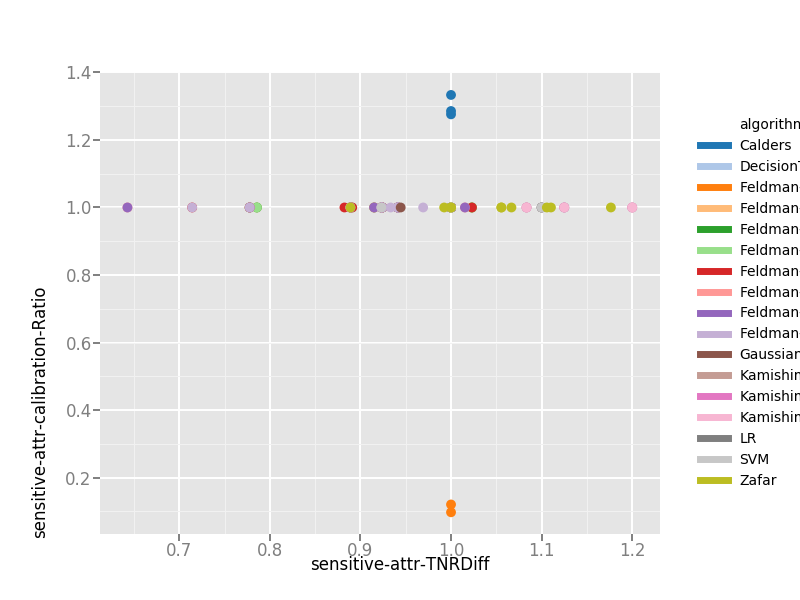 1.4
1.2
1.0
0.8
0.6
0.4
0.2
0.7 0.8 0.9 1.0 1.1 1.2
sensitive-attr-TNRDiff
sensitive-attr-calibration-Ratio
algorithm
Calders
DecisionT
Feldman-
Feldman-
Feldman-
Feldman-
Feldman-
Feldman-
Feldman-
Feldman-
Gaussian
Kamishin
Kamishin
Kamishin
LR
SVM
Zafar